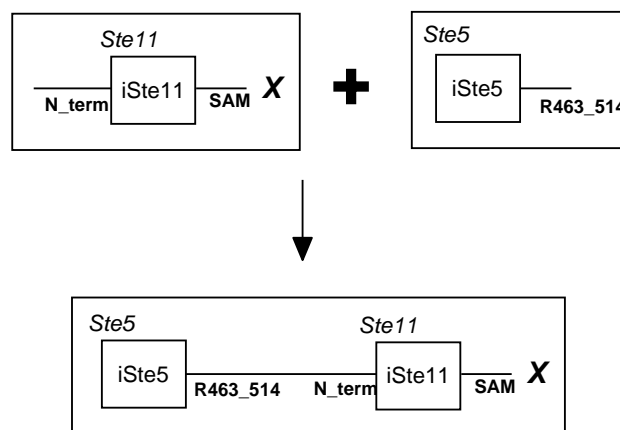 Ste11
iSte11
N_term
SAM
X
Ste5
iSte5
R463_514
Ste5
iSte5
R463_514
Ste11
N_term
iSte11
SAM
X